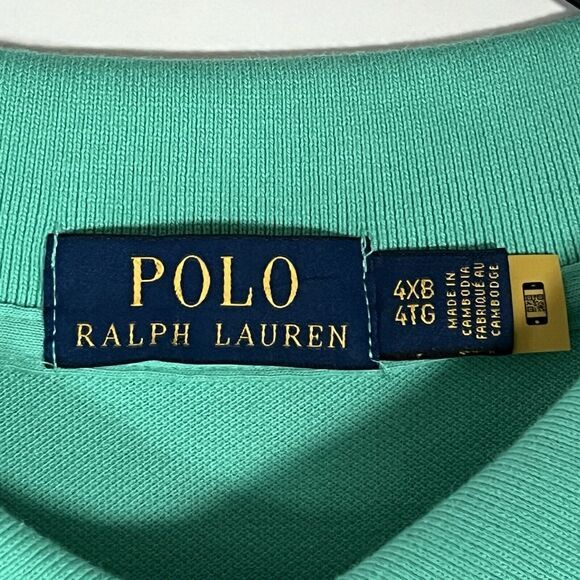 POLO
RALPH LAUREN
4XB
4TG
MADE IN
CAMBODIA
FABRIQUÉ AU
CAMBODGE